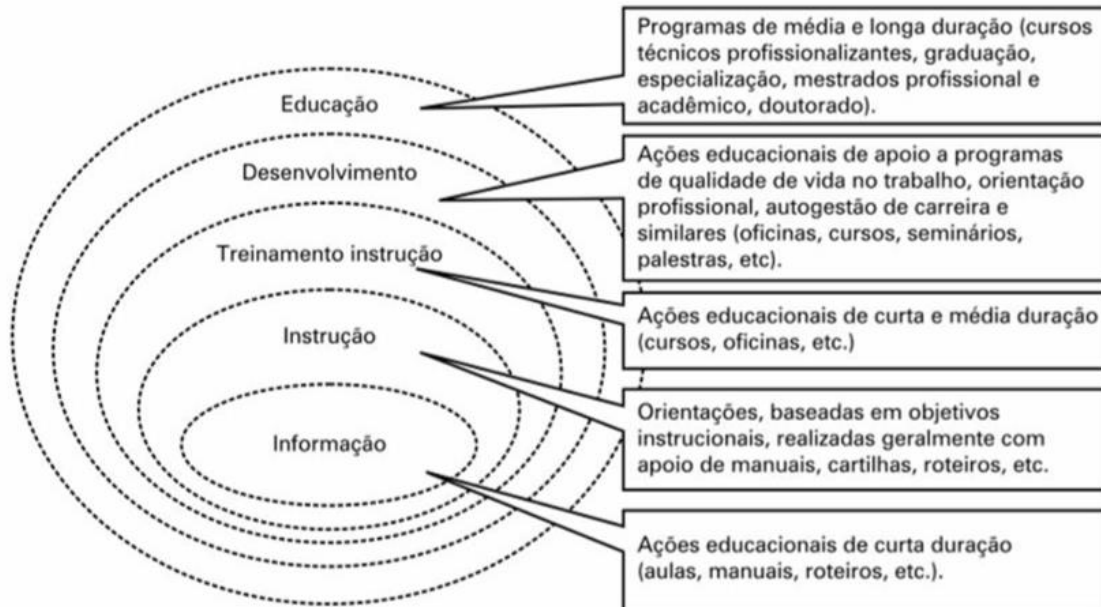 Programas de média e longa duração (cursos
técnicos profissionalizantes, graduação,
especialização, mestrados profissional e
acadêmico, doutorado).
Educação
Ações educacionais de apoio a programas
de qualidade de vida no trabalho, orientação
profissional, autogestão de carreira e
similares (oficinas, cursos, seminários,
palestras, etc).
Desenvolvimento
Treinamento instrução
Ações educacionais de curta e média duração
(cursos, oficinas, etc.)
Instrução
Orientações, baseadas em objetivos
instrucionais, realizadas geralmente com
apoio de manuais, cartilhas, roteiros, etc.
Informação
Ações educacionais de curta duração
(aulas, manuais, roteiros, etc.).